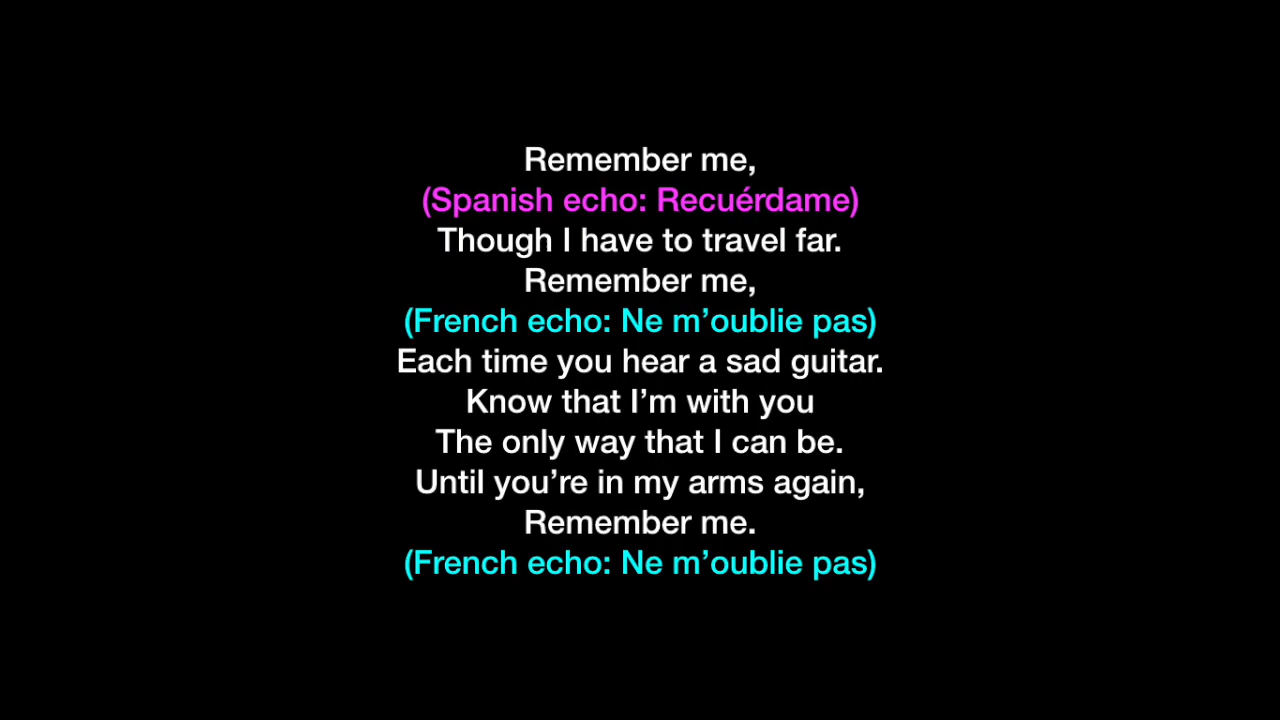 Remember me,
(Spanish echo: Recuérdame)
Though I have to travel far.
Remember me,
(French echo: Ne m’oublie pas)
Each time you hear a sad guitar.
Know that I’m with you
The only way that I can be.
Until you’re in my arms again,
Remember me.
(French echo: Ne m’oublie pas)